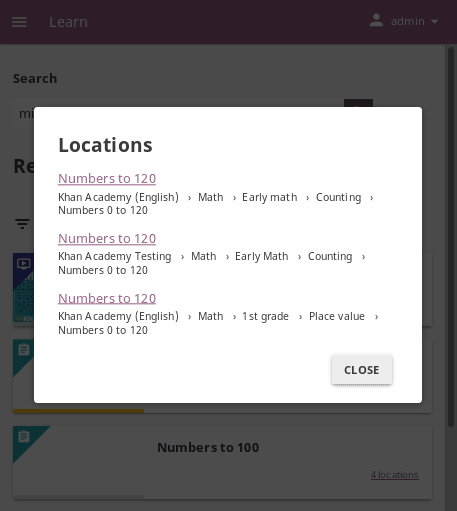 Learn
admin
Search
Locations
Numbers to 120
Khan Academy (English) › Math › Early math › Counting ›
Numbers 0 to 120
Numbers to 120
Khan Academy Testing › Math › Early Math › Counting ›
Numbers 0 to 120
Numbers to 120
Khan Academy (English) › Math › 1st grade › Place value ›
Numbers 0 to 120
CLOSE
Numbers to 100
4 locations